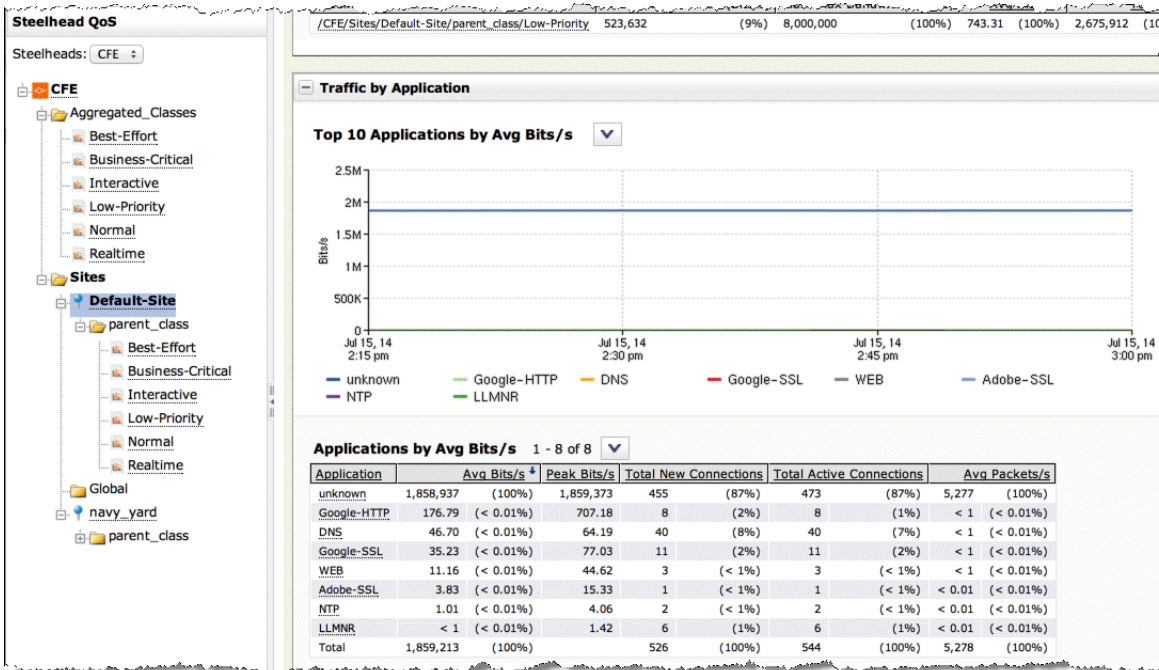 Steelhead QoS
Steelheads: CFE
CFE
Aggregated_Classes
Best-Effort
Business-Critical
Interactive
Low-Priority
Normal
Realtime
Sites
Default-Site
parent_class
Best-Effort
Business-Critical
Interactive
Low-Priority
Normal
Realtime
Global
navy_yard
parent_class
/CFE/Sites/Default-Site/parent_class/Low-Priority 523,632 (9%) 8,000,000 (100%) 743.31 (100%) 2,675,912
Traffic by Application
Top 10 Applications by Avg Bits/s
2.5M
2M
1.5M
1M
500K
0
Bits/s
Jul 15, 14 Jul 15, 14 Jul 15, 14 Jul 15, 14
2:15 pm 2:30 pm 2:45 pm 3:00 pm
unknown Google-HTTP DNS Google-SSL WEB Adobe-SSL
NTP LLMNR
Applications by Avg Bits/s 1 - 8 of 8
Application Avg Bits/s Peak Bits/s Total New Connections Total Active Connections Avg Packets/s
unknown 1,858,937 (100%) 1,859,373 455 (87%) 473 (87%) 5,277 (100%)
Google-HTTP 176.79 (< 0.01%) 707.18 8 (2%) 8 (1%) < 1 (< 0.01%)
DNS 46.70 (< 0.01%) 64.19 40 (8%) 40 (7%) < 1 (< 0.01%)
Google-SSL 35.23 (< 0.01%) 77.03 11 (2%) 11 (2%) < 1 (< 0.01%)
WEB 11.16 (< 0.01%) 44.62 3 (< 1%) 3 (< 1%) < 1 (< 0.01%)
Adobe-SSL 3.83 (< 0.01%) 15.33 1 (< 1%) 1 (< 1%) < 0.01 (< 0.01%)
NTP 1.01 (< 0.01%) 4.06 2 (< 1%) 2 (< 1%) < 0.01 (< 0.01%)
LLMNR < 1 (< 0.01%) 1.42 6 (1%) 6 (1%) < 0.01 (< 0.01%)
Total 1,859,213 (100%) 526 (100%) 544 (100%) 5,278 (100%)